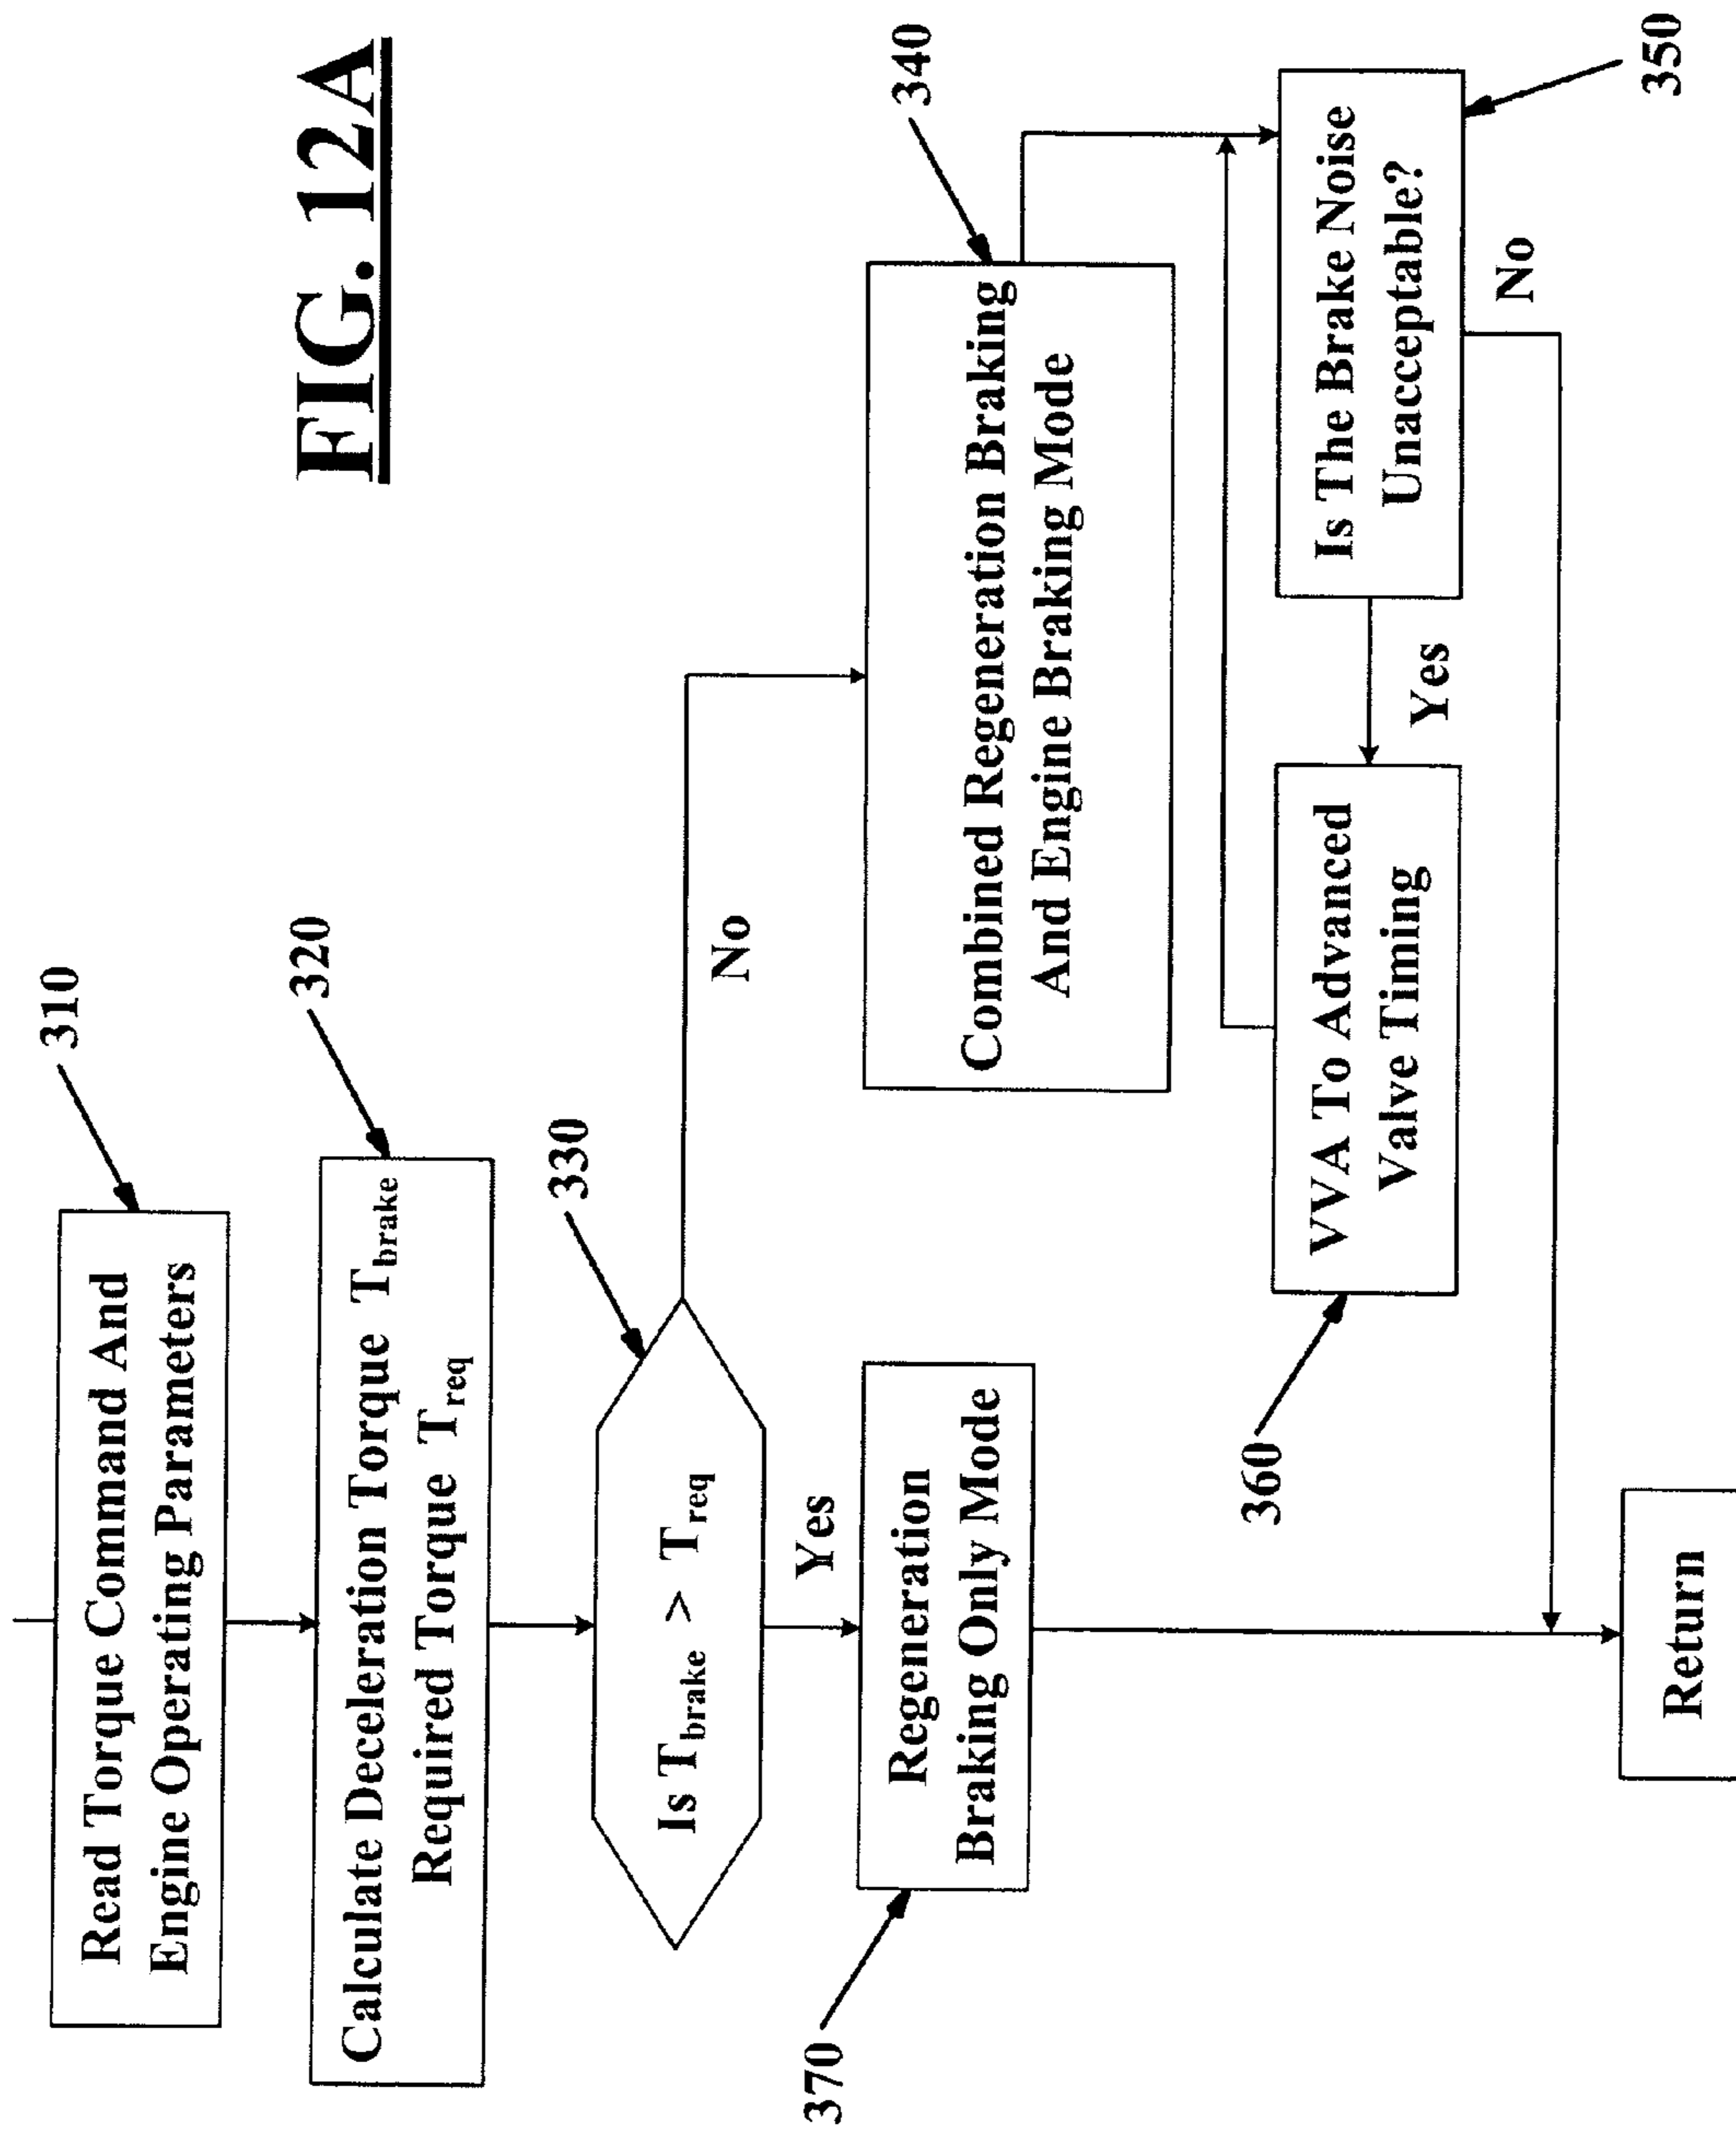 FIG. 12A
310
Read Torque Command And
Engine Operating Parameters
320
Calculate Deceleration Torque T_brake
Required Torque T_req
330
Is T_brake > T_req
No
Yes
340
Combined Regeneration Braking
And Engine Braking Mode
370
Regeneration
Braking Only Mode
350
Is The Brake Noise
Unacceptable?
Yes
No
360
VVA To Advanced
Valve Timing
Return